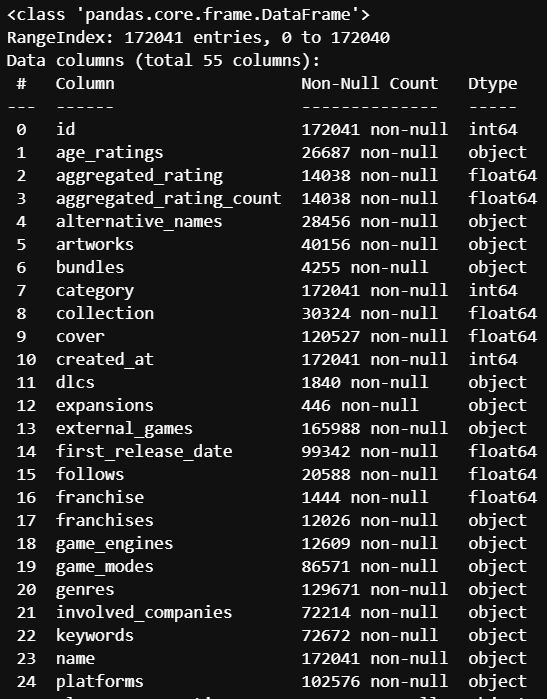 <class 'pandas.core.frame.DataFrame'>
RangeIndex: 172041 entries, 0 to 172040
Data columns (total 55 columns):
 #   Column                   Non-Null Count   Dtype
---  ------                   --------------   -----
 0   id                       172041 non-null  int64
 1   age_ratings              26687 non-null   object
 2   aggregated_rating        14038 non-null   float64
 3   aggregated_rating_count  14038 non-null   float64
 4   alternative_names        28456 non-null   object
 5   artworks                 40156 non-null   object
 6   bundles                  4255 non-null    object
 7   category                 172041 non-null  int64
 8   collection               30324 non-null   float64
 9   cover                    120527 non-null  float64
 10  created_at               172041 non-null  int64
 11  dlcs                     1840 non-null    object
 12  expansions               446 non-null     object
 13  external_games           165988 non-null  object
 14  first_release_date       99342 non-null   float64
 15  follows                  20588 non-null   float64
 16  franchise                1444 non-null    float64
 17  franchises               12026 non-null   object
 18  game_engines             12609 non-null   object
 19  game_modes               86571 non-null   object
 20  genres                   129671 non-null  object
 21  involved_companies       72214 non-null   object
 22  keywords                 72672 non-null   object
 23  name                     172041 non-null  object
 24  platforms                102576 non-null  object